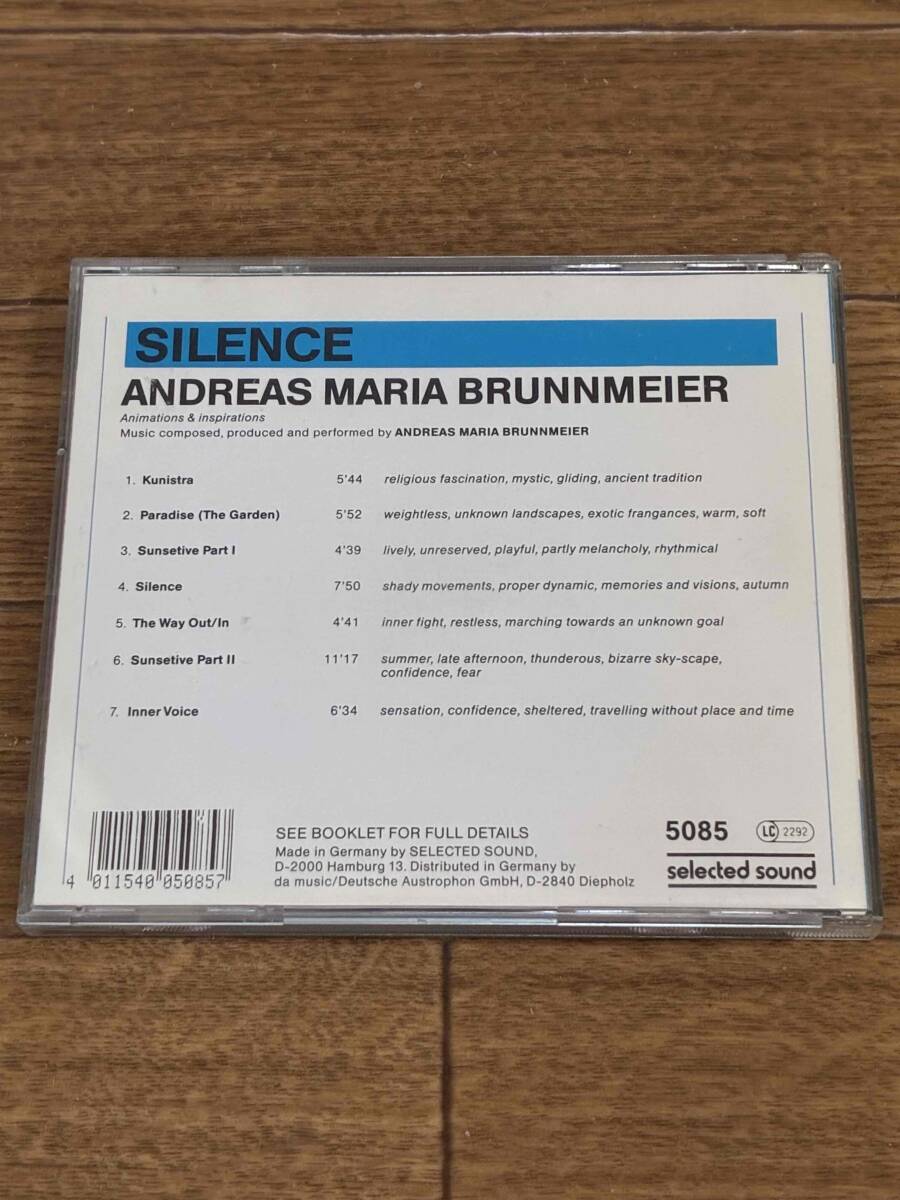 SILENCE
ANDREAS MARIA BRUNNMEIER
Animations & inspirations
Music composed, produced and performed by ANDREAS MARIA BRUNNMEIER
1. Kunistra 5'44 religious fascination, mystic, gliding, ancient tradition
2. Paradise (The Garden) 5'52 weightless, unknown landscapes, exotic frangances, warm, soft
3. Sunsetive Part I 4'39 lively, unreserved, playful, partly melancholy, rhythmical
4. Silence 7'50 shady movements, proper dynamic, memories and visions, autumn
5. The Way Out/In 4'41 inner fight, restless, marching towards an unknown goal
6. Sunsetive Part II 11'17 summer, late afternoon, thunderous, bizarre sky-scape,
confidence, fear
7. Inner Voice 6'34 sensation, confidence, sheltered, travelling without place and time
4 011540 050857
SEE BOOKLET FOR FULL DETAILS
Made in Germany by SELECTED SOUND,
D-2000 Hamburg 13. Distributed in Germany by
da music/Deutsche Austrophon GmbH, D-2840 Diepholz
5085 LC 2292
selected sound